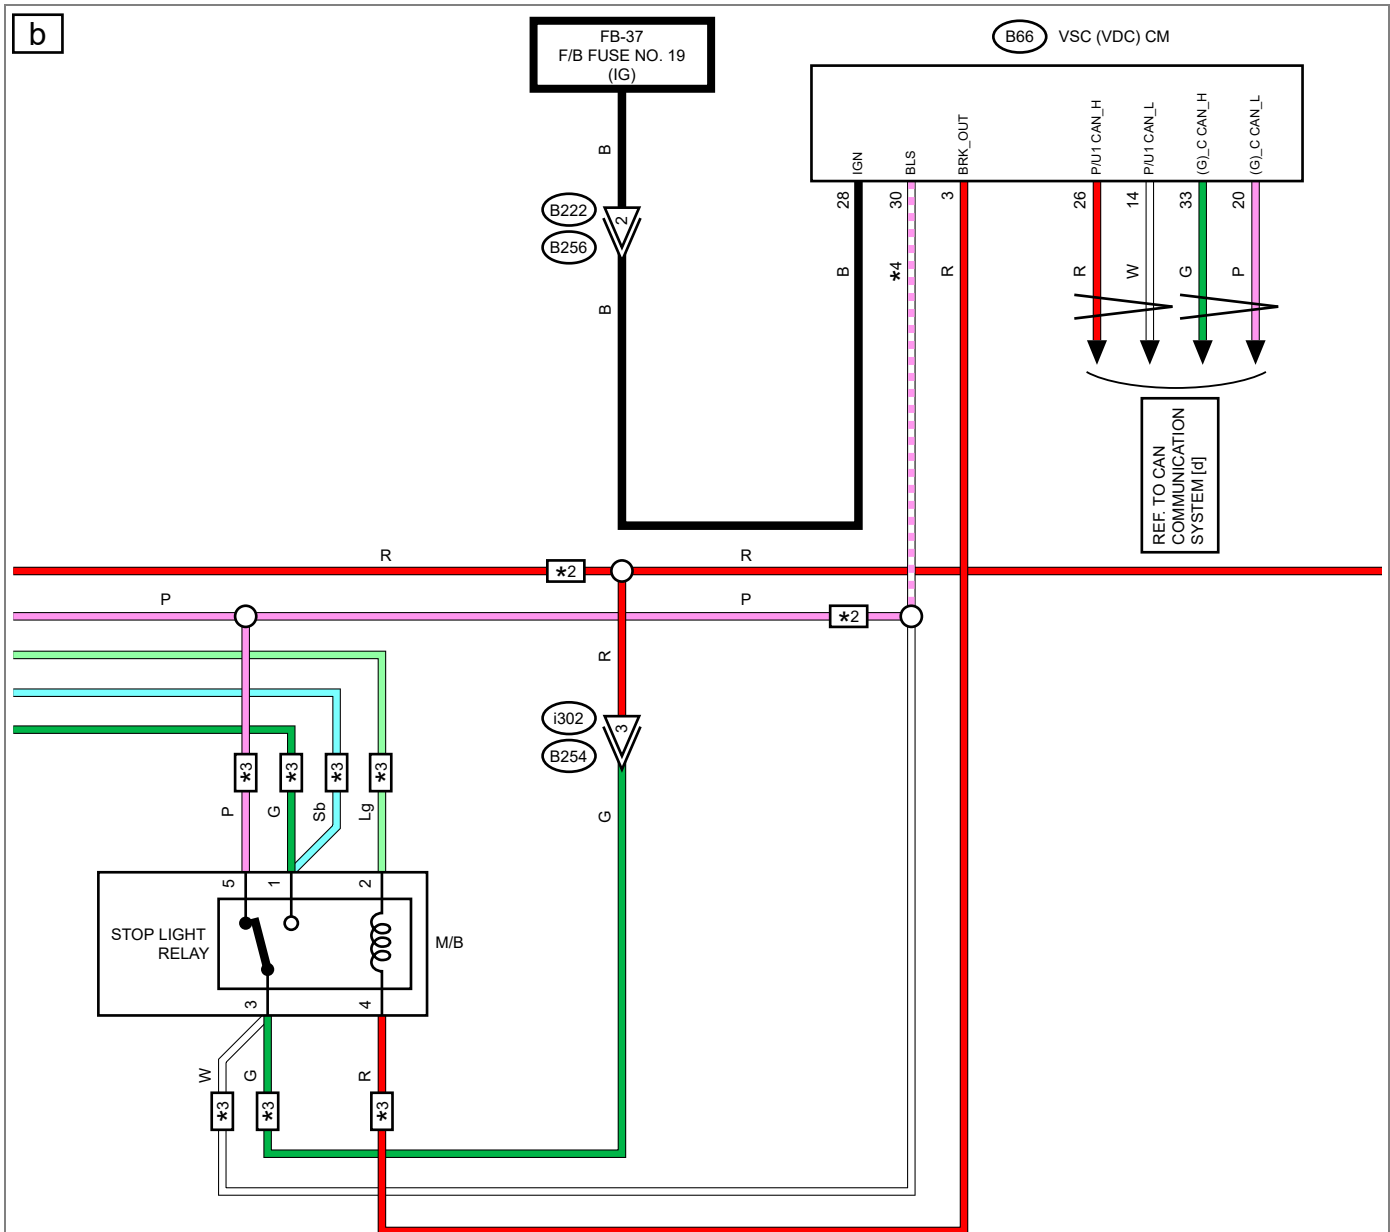 b
FB-37
F/B FUSE NO. 19
(IG)
B66
VSC (VDC) CM
IGN
BLS
BRK_OUT
P/U1 CAN_H
P/U1 CAN_L
(G)_C CAN_H
(G)_C CAN_L
28
30
3
26
14
33
20
B
B222
2
B256
B
B
*4
R
R
W
G
P
REF. TO CAN
COMMUNICATION
SYSTEM [d]
R
*2
R
P
P
*2
R
i302
3
B254
G
*3
*3
*3
*3
P
G
Sb
Lg
5
1
2
STOP LIGHT
RELAY
M/B
3
4
W
G
R
*3
*3
*3